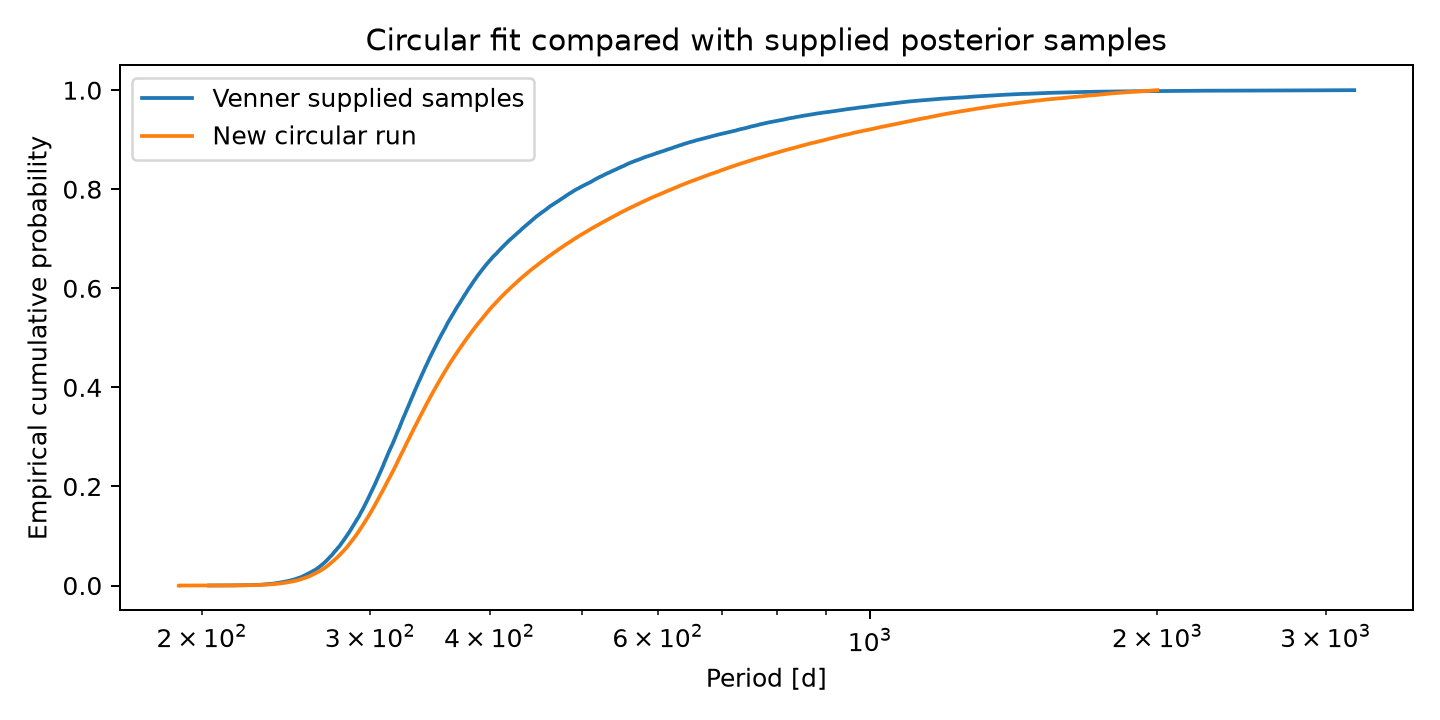 Circular fit compared with supplied posterior samples
Venner supplied samples
New circular run
Empirical cumulative probability
1.0
0.8
0.6
0.4
0.2
0.0
2 × 10² 3 × 10² 4 × 10² 6 × 10² 10³ 2 × 10³ 3 × 10³
Period [d]